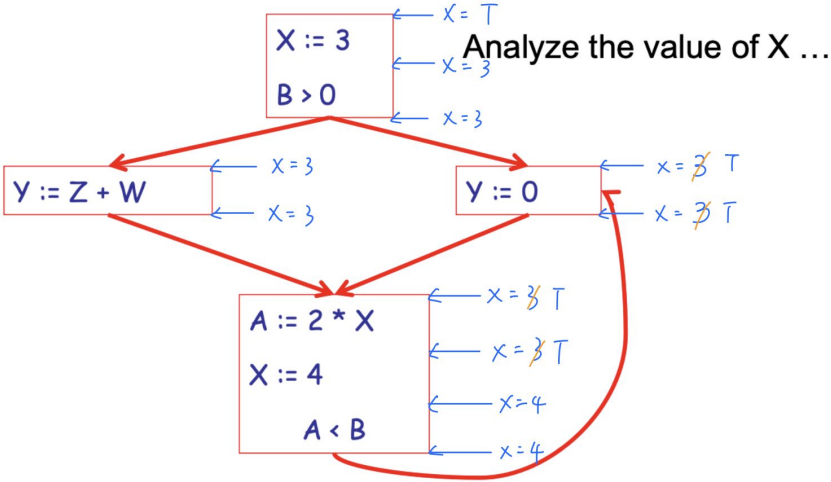 X = T
X := 3
Analyze the value of X ...
X = 3
B > 0
X = 3
X = 3
X = 3 T
Y := Z + W
Y := 0
X = 3
X = 3 T
X = 3 T
A := 2 * X
X = 3 T
X := 4
X = 4
A < B
X = 4